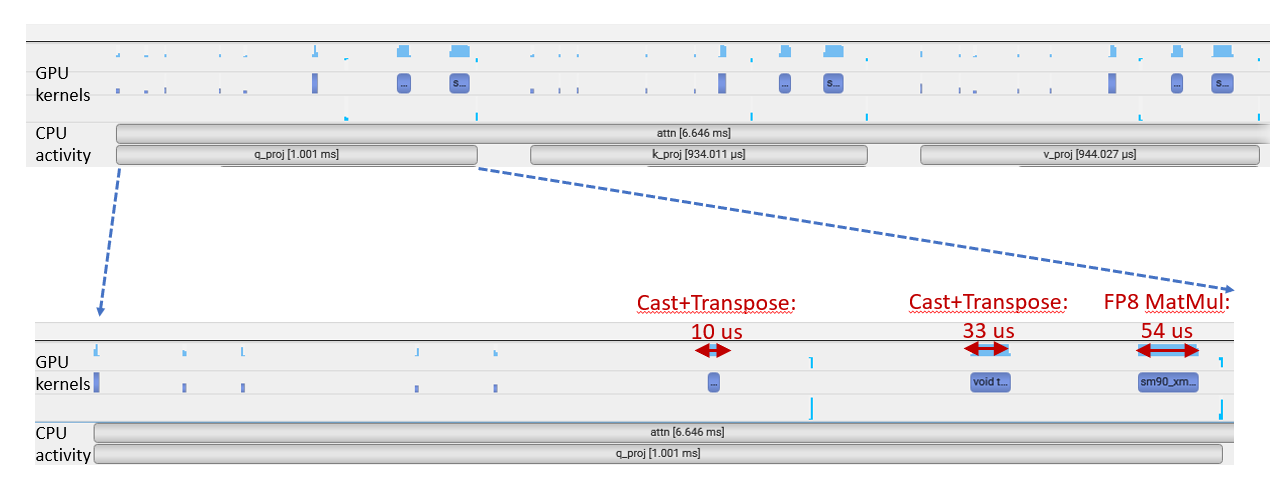 GPU
kernels
... s... ... s... ... s...
CPU
activity
attn [6.646 ms]
q_proj [1.001 ms] k_proj [934.011 µs] v_proj [944.027 µs]
Cast+Transpose: Cast+Transpose: FP8 MatMul:
10 us 33 us 54 us
GPU
kernels
... void t... sm90_xm...
CPU
activity
attn [6.646 ms]
q_proj [1.001 ms]